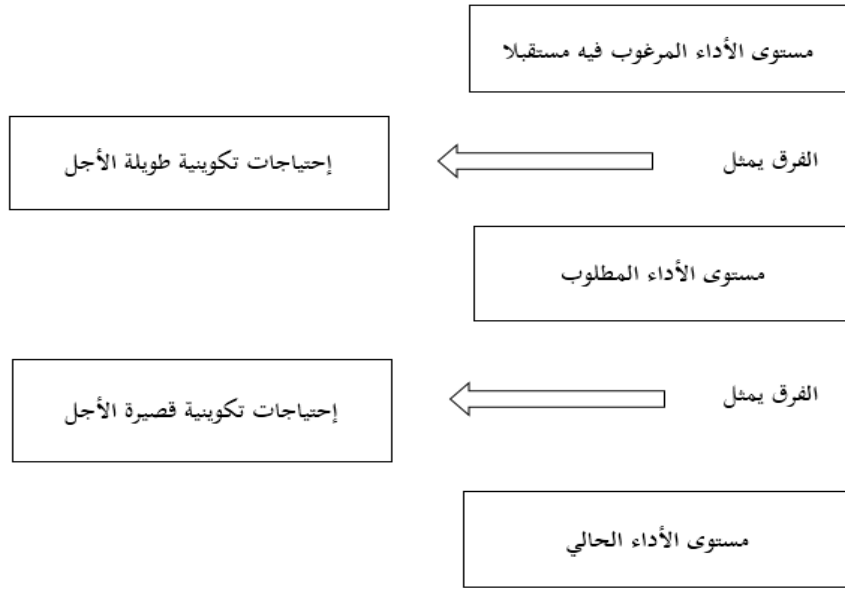 مستوى الأداء المرغوب فيه مستقبلا
الفرق يمثل
إحتياجات تكوينية طويلة الأجل
مستوى الأداء المطلوب
الفرق يمثل
إحتياجات تكوينية قصيرة الأجل
مستوى الأداء الحالي